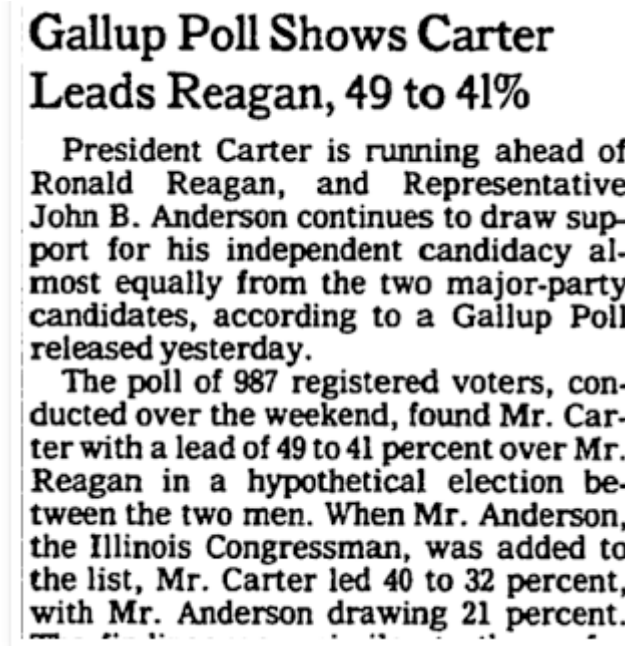 Gallup Poll Shows Carter
Leads Reagan, 49 to 41%
President Carter is running ahead of
Ronald Reagan, and Representative
John B. Anderson continues to draw sup-
port for his independent candidacy al-
most equally from the two major-party
candidates, according to a Gallup Poll
released yesterday.
The poll of 987 registered voters, con-
ducted over the weekend, found Mr. Car-
ter with a lead of 49 to 41 percent over Mr.
Reagan in a hypothetical election be-
tween the two men. When Mr. Anderson,
the Illinois Congressman, was added to
the list, Mr. Carter led 40 to 32 percent,
with Mr. Anderson drawing 21 percent.